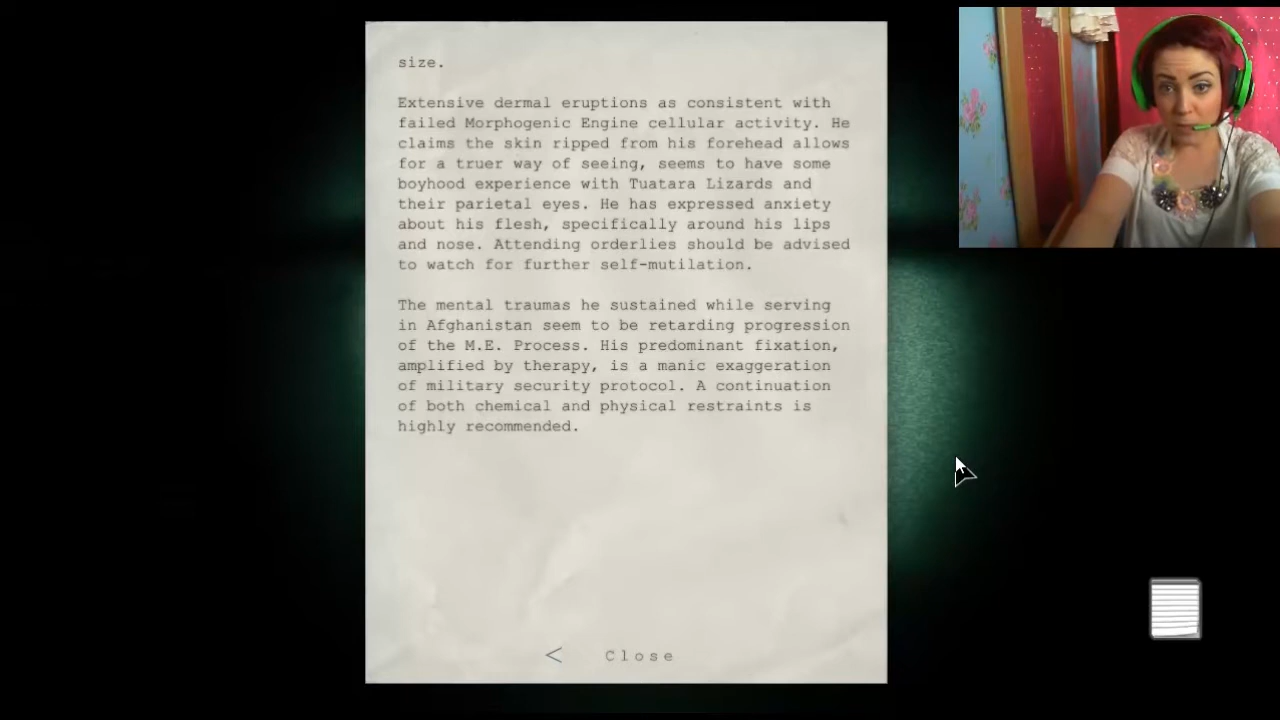 size.
Extensive dermal eruptions as consistent with
failed Morphogenic Engine cellular activity. He
claims the skin ripped from his forehead allows
for a truer way of seeing, seems to have some
boyhood experience with Tuatara Lizards and
their parietal eyes. He has expressed anxiety
about his flesh, specifically around his lips
and nose. Attending orderlies should be advised
to watch for further self-mutilation.
The mental traumas he sustained while serving
in Afghanistan seem to be retarding progression
of the M.E. Process. His predominant fixation,
amplified by therapy, is a manic exaggeration
of military security protocol. A continuation
of both chemical and physical restraints is
highly recommended.
< Close